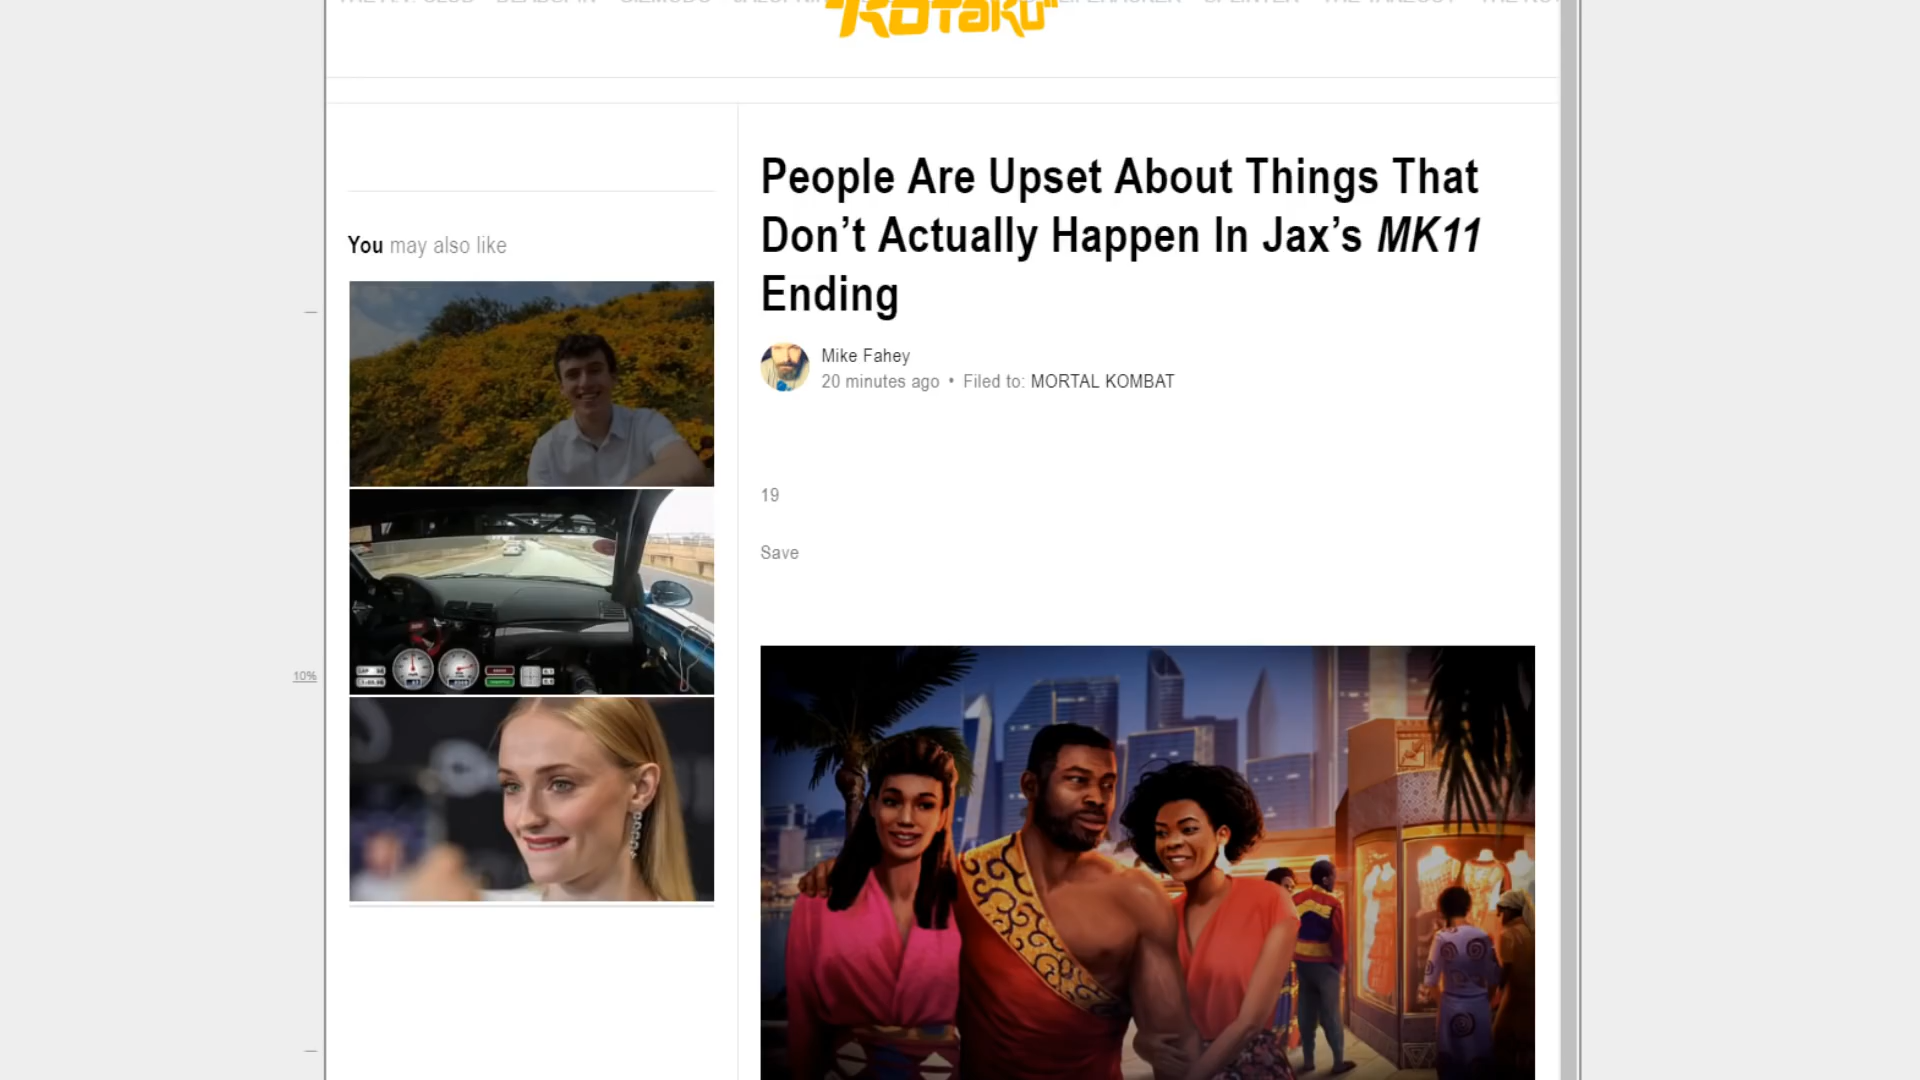 KOTAKU
You may also like
People Are Upset About Things That
Don’t Actually Happen In Jax’s MK11
Ending
Mike Fahey
20 minutes ago • Filed to: MORTAL KOMBAT
19
Save
10%